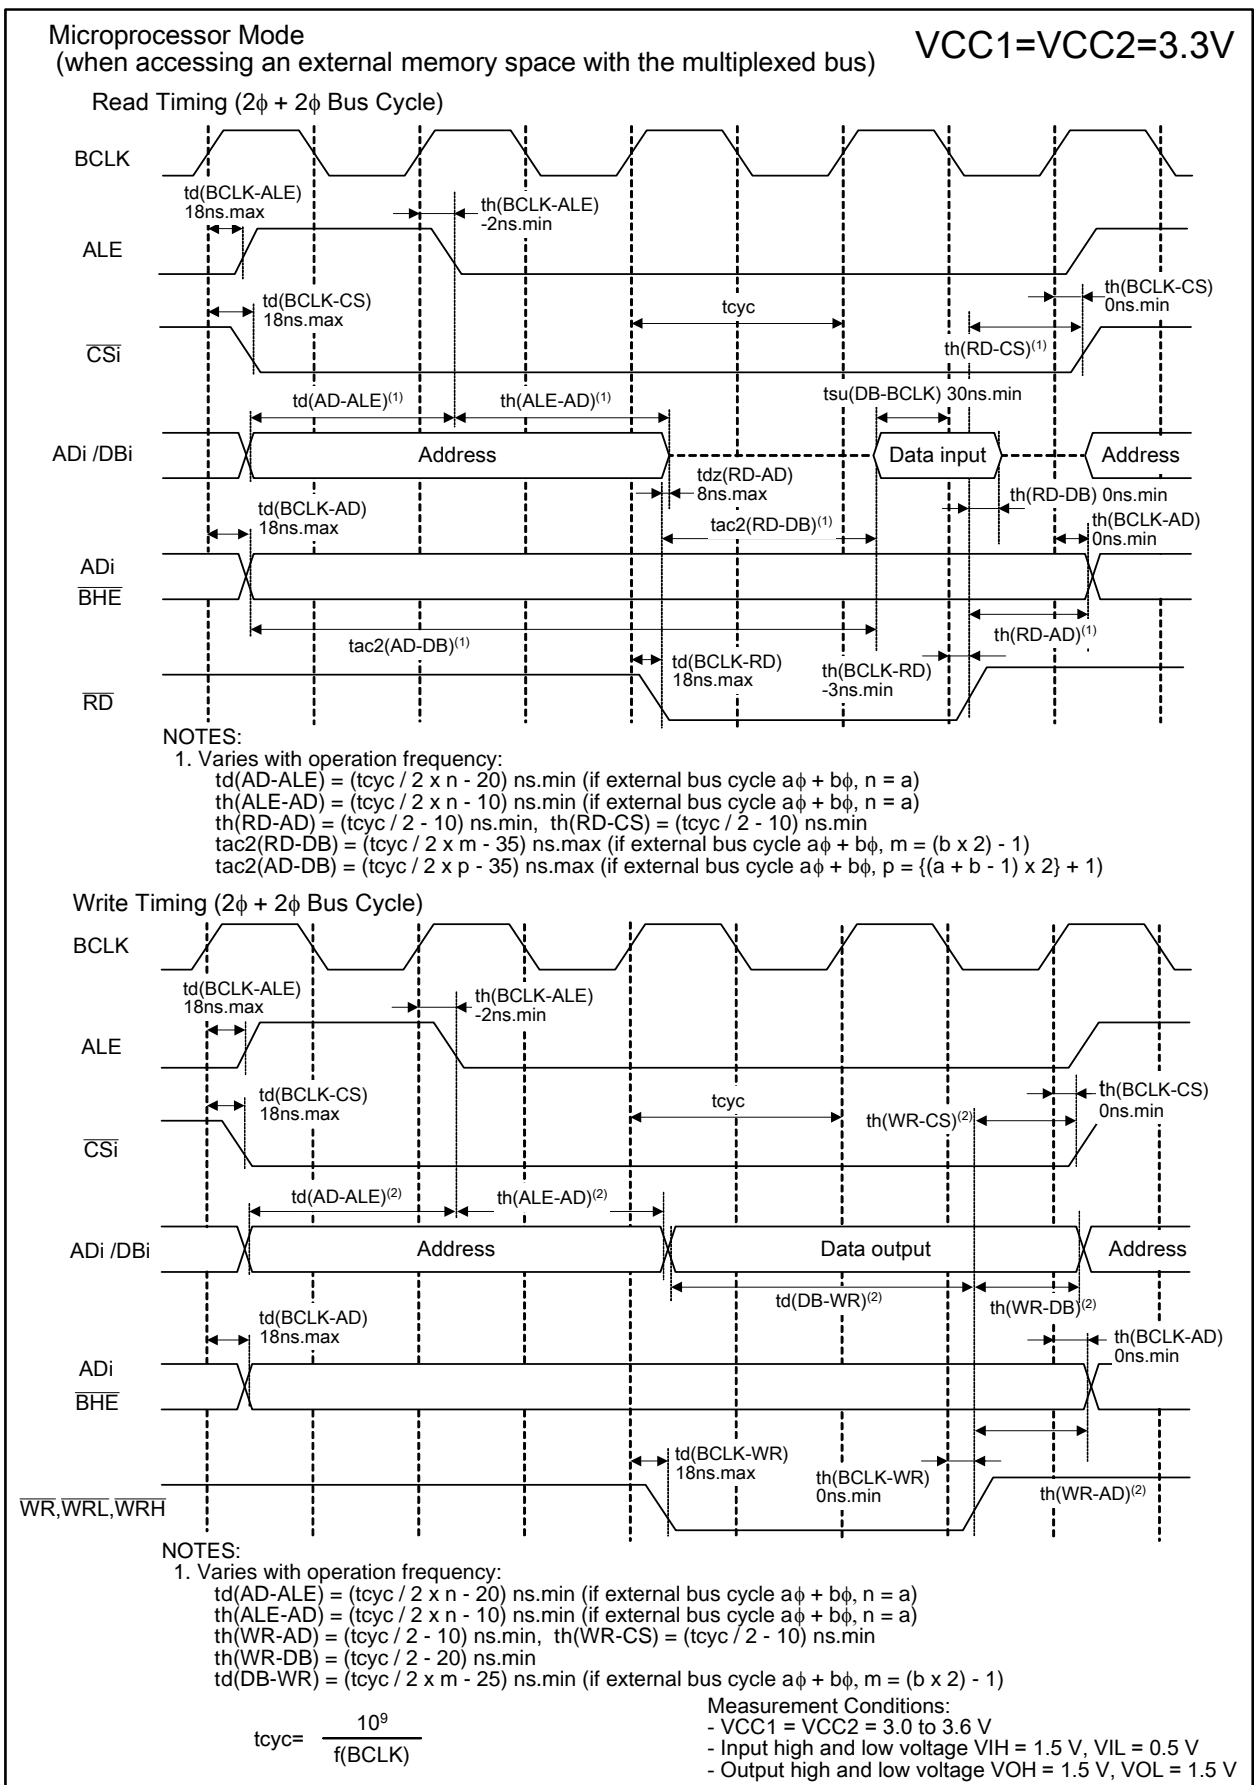 Microprocessor Mode
(when accessing an external memory space with the multiplexed bus)
VCC1=VCC2=3.3V
Read Timing (2ϕ + 2ϕ Bus Cycle)
BCLK
td(BCLK-ALE)
18ns.max
th(BCLK-ALE)
-2ns.min
ALE
td(BCLK-CS)
18ns.max
tcyc
th(BCLK-CS)
0ns.min
th(RD-CS)(1)
CSi
td(AD-ALE)(1)
th(ALE-AD)(1)
tsu(DB-BCLK) 30ns.min
ADi /DBi
Address
Data input
Address
tdz(RD-AD)
8ns.max
th(RD-DB) 0ns.min
td(BCLK-AD)
18ns.max
tac2(RD-DB)(1)
th(BCLK-AD)
0ns.min
ADi
BHE
tac2(AD-DB)(1)
th(RD-AD)(1)
td(BCLK-RD)
18ns.max
th(BCLK-RD)
-3ns.min
RD
NOTES:
1. Varies with operation frequency:
td(AD-ALE) = (tcyc / 2 x n - 20) ns.min (if external bus cycle aϕ + bϕ, n = a)
th(ALE-AD) = (tcyc / 2 x n - 10) ns.min (if external bus cycle aϕ + bϕ, n = a)
th(RD-AD) = (tcyc / 2 - 10) ns.min, th(RD-CS) = (tcyc / 2 - 10) ns.min
tac2(RD-DB) = (tcyc / 2 x m - 35) ns.max (if external bus cycle aϕ + bϕ, m = (b x 2) - 1)
tac2(AD-DB) = (tcyc / 2 x p - 35) ns.max (if external bus cycle aϕ + bϕ, p = {(a + b - 1) x 2} + 1)
Write Timing (2ϕ + 2ϕ Bus Cycle)
BCLK
td(BCLK-ALE)
18ns.max
th(BCLK-ALE)
-2ns.min
ALE
td(BCLK-CS)
18ns.max
tcyc
th(BCLK-CS)
0ns.min
th(WR-CS)(2)
CSi
td(AD-ALE)(2)
th(ALE-AD)(2)
ADi /DBi
Address
Data output
Address
td(DB-WR)(2)
th(WR-DB)(2)
td(BCLK-AD)
18ns.max
th(BCLK-AD)
0ns.min
ADi
BHE
td(BCLK-WR)
18ns.max
th(BCLK-WR)
0ns.min
th(WR-AD)(2)
WR,WRL,WRH
NOTES:
1. Varies with operation frequency:
td(AD-ALE) = (tcyc / 2 x n - 20) ns.min (if external bus cycle aϕ + bϕ, n = a)
th(ALE-AD) = (tcyc / 2 x n - 10) ns.min (if external bus cycle aϕ + bϕ, n = a)
th(WR-AD) = (tcyc / 2 - 10) ns.min, th(WR-CS) = (tcyc / 2 - 10) ns.min
th(WR-DB) = (tcyc / 2 - 20) ns.min
td(DB-WR) = (tcyc / 2 x m - 25) ns.min (if external bus cycle aϕ + bϕ, m = (b x 2) - 1)
tcyc= 10⁹
f(BCLK)
Measurement Conditions:
- VCC1 = VCC2 = 3.0 to 3.6 V
- Input high and low voltage VIH = 1.5 V, VIL = 0.5 V
- Output high and low voltage VOH = 1.5 V, VOL = 1.5 V